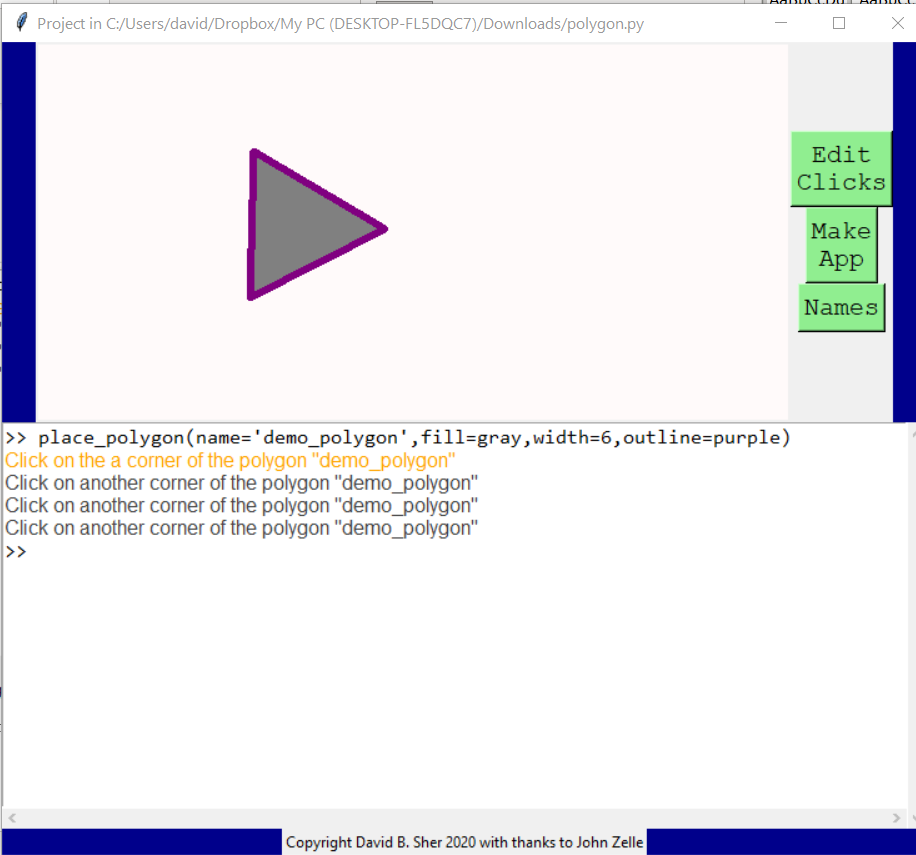 Project in C:/Users/david/Dropbox/My PC (DESKTOP-FL5DQC7)/Downloads/polygon.py
Edit
Clicks
Make
App
Names
>> place_polygon(name='demo_polygon',fill=gray,width=6,outline=purple)
Click on the a corner of the polygon "demo_polygon"
Click on another corner of the polygon "demo_polygon"
Click on another corner of the polygon "demo_polygon"
Click on another corner of the polygon "demo_polygon"
>>
Copyright David B. Sher 2020 with thanks to John Zelle